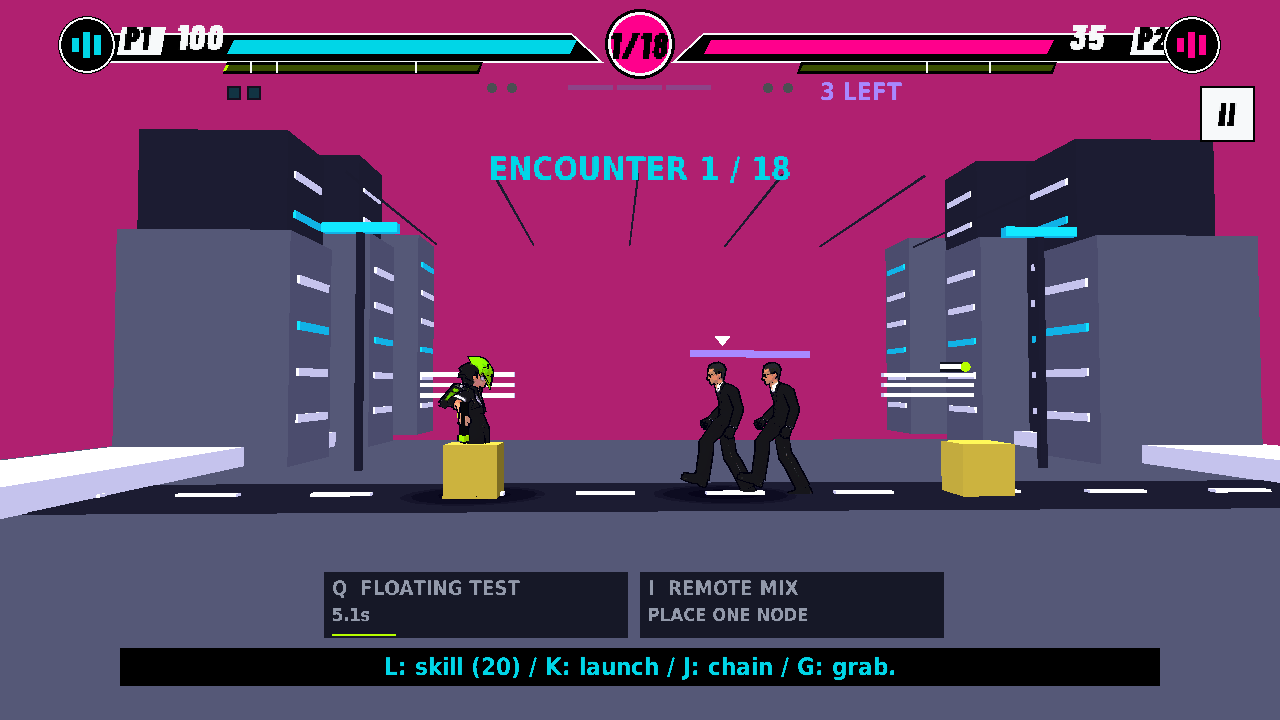 P1 100 1/18 35 P2
3 LEFT
ENCOUNTER 1 / 18
Q FLOATING TEST
5.1s
I REMOTE MIX
PLACE ONE NODE
L: skill (20) / K: launch / J: chain / G: grab.